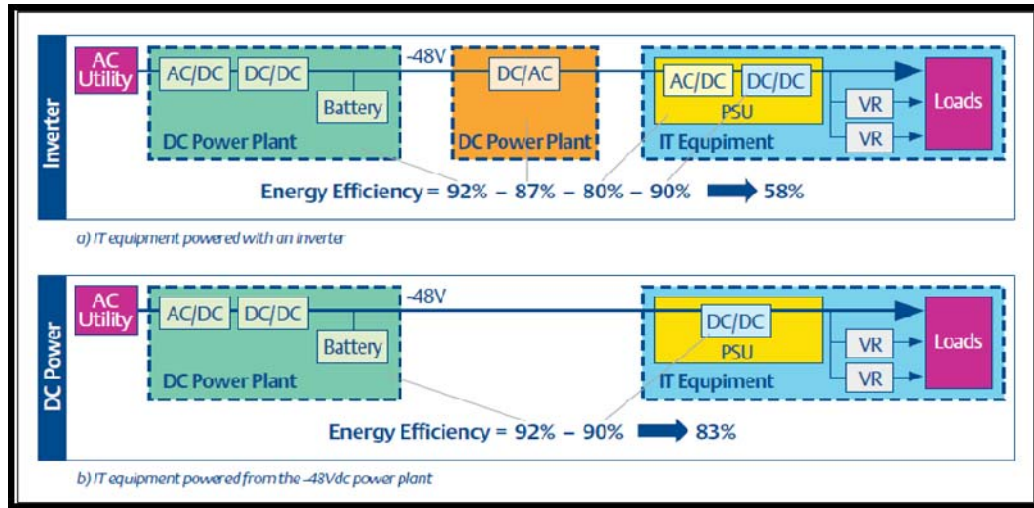 Inverter
AC
Utility
AC/DC
DC/DC
Battery
DC Power Plant
-48V
DC/AC
DC Power Plant
AC/DC
DC/DC
PSU
IT Equpiment
VR
VR
Loads
Energy Efficiency = 92% – 87% – 80% – 90% 58%
a) IT equipment powered with an inverter
DC Power
AC
Utility
AC/DC
DC/DC
Battery
DC Power Plant
-48V
DC/DC
PSU
IT Equpiment
VR
VR
Loads
Energy Efficiency = 92% – 90% 83%
b) IT equipment powered from the -48Vdc power plant